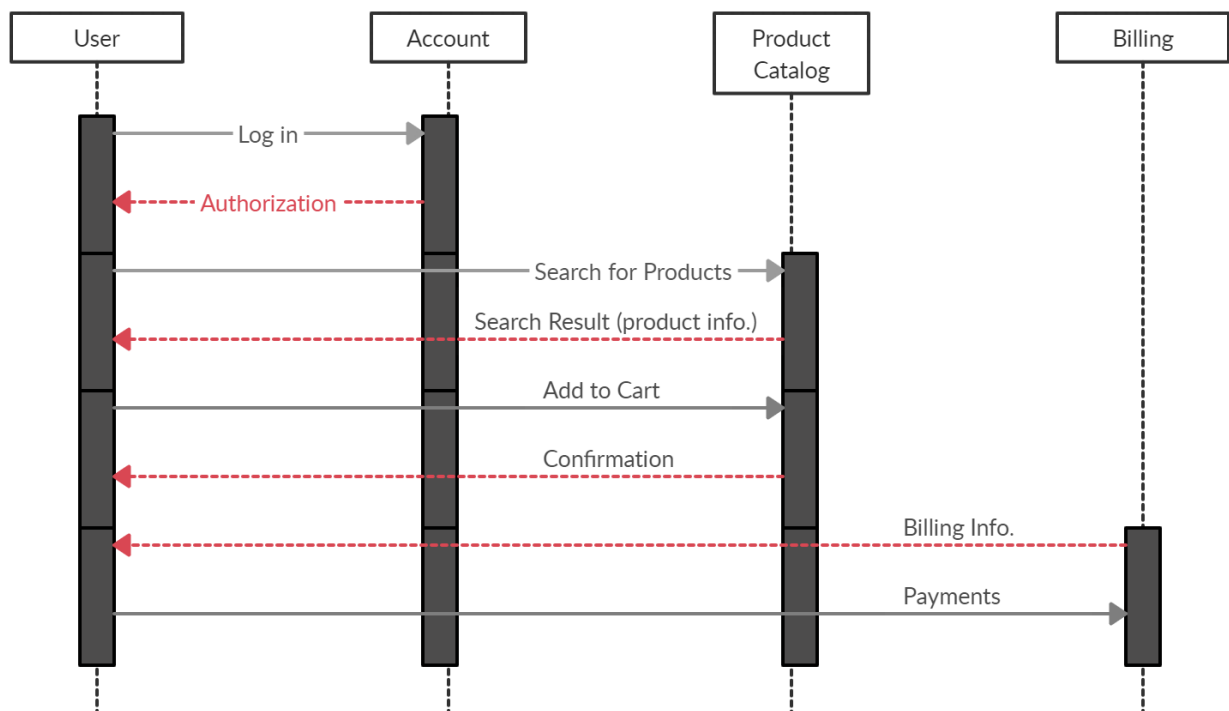 User
Account
Product
Catalog
Billing
Log in
Authorization
Search for Products
Search Result (product info.)
Add to Cart
Confirmation
Billing Info.
Payments